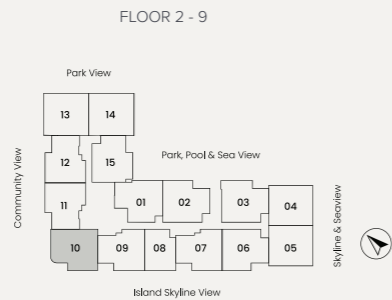 FLOOR 2 - 9
Park View
13 14
12 15
Community View
Park, Pool & Sea View
11 01 02 03 04
Skyline & Seaview
10 09 08 07 06 05
Island Skyline View